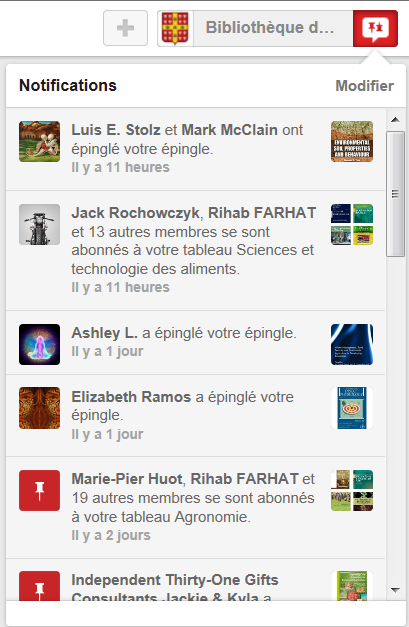 Bibliothèque d...
Notifications
Modifier
Luis E. Stolz et Mark McClain ont
épinglé votre épingle.
Il y a 11 heures
ENVIRONMENTAL
SOIL PROPERTIES
AND BEHAVIOUR
Jack Rochowczyk, Rihab FARHAT
et 13 autres membres se sont
abonnés à votre tableau Sciences et
technologie des aliments.
Il y a 11 heures
Ashley L. a épinglé votre épingle.
Il y a 1 jour
Elizabeth Ramos a épinglé votre
épingle.
Il y a 1 jour
Marie-Pier Huot, Rihab FARHAT et
19 autres membres se sont abonnés
à votre tableau Agronomie.
Il y a 2 jours
Independent Thirty-One Gifts
Consultants Jackie & Kyla a